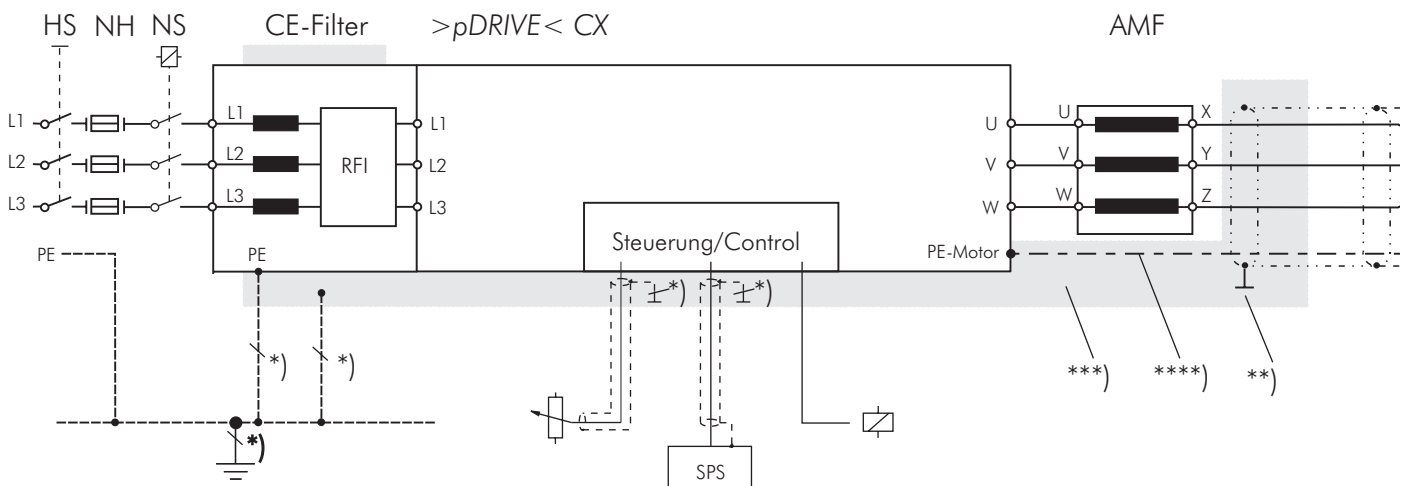 HS NH NS CE-Filter >pDRIVE< CX AMF
L1 L1 L1 U U X
L2 L2 RFI L2 V V Y
L3 L3 L3 W W Z
Steuerung/Control
PE PE PE-Motor
*) *)
*) *) ***) ****) **)
*)
SPS